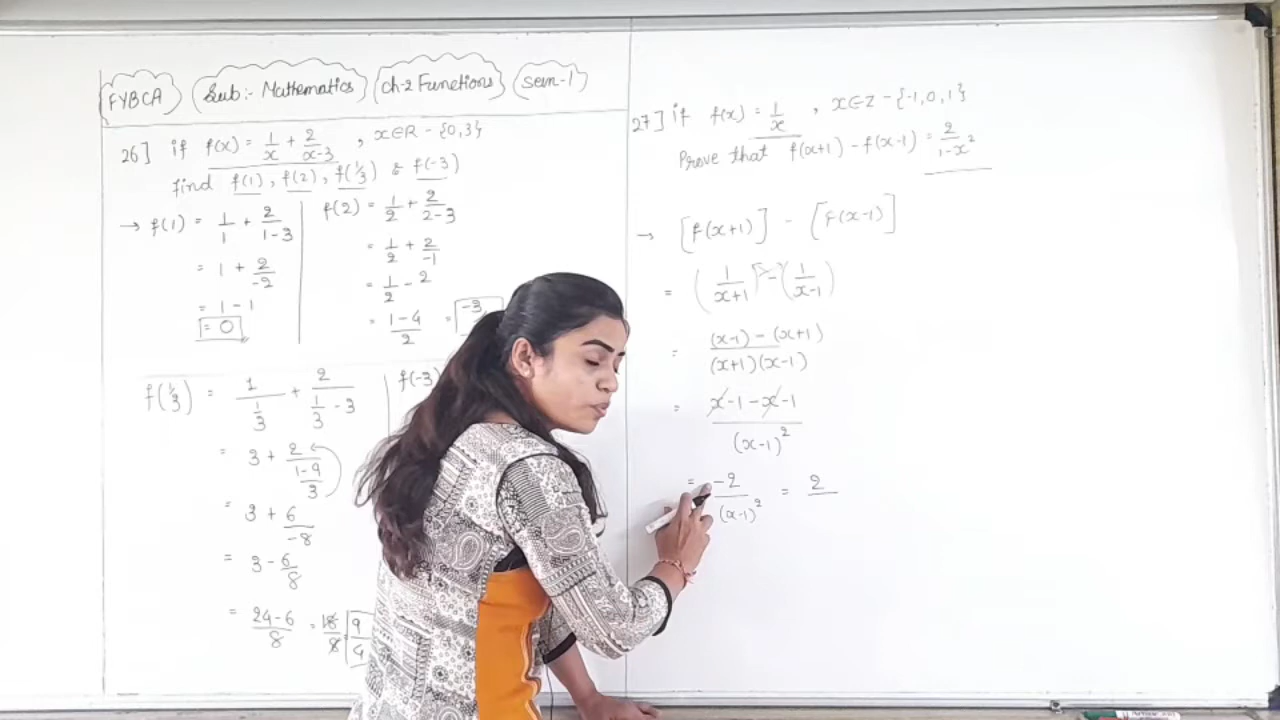 FYBCA Sub:- Mathematics Ch-2 Functions Sem-1
26] if f(x) = 1/x + 2/x-3 , x∈R - {0,3}
find f(1), f(2), f(1/3) & f(-3)
→ f(1) = 1/1 + 2/1-3
= 1 + 2/-2
= 1 - 1
= 0
f(2) = 1/2 + 2/2-3
= 1/2 + 2/-1
= 1/2 - 2
= 1-4/2 = -3
f(1/3) = 1/1/3 + 2/1/3 - 3
= 3 + 2/1-9/3
= 3 + 6/-8
= 3 - 6/8
= 24-6/8 = 18/8 = 9/4
f(-3)
27] if f(x) = 1/x , x∈Z - {-1,0,1}
Prove that f(x+1) - f(x-1) = 2/1-x²
→ [f(x+1)] - [f(x-1)]
= (1/x+1) - (1/x-1)
= (x-1) - (x+1)/(x+1)(x-1)
= x-1-x-1/(x-1)²
= -2/(x-1)² = 2